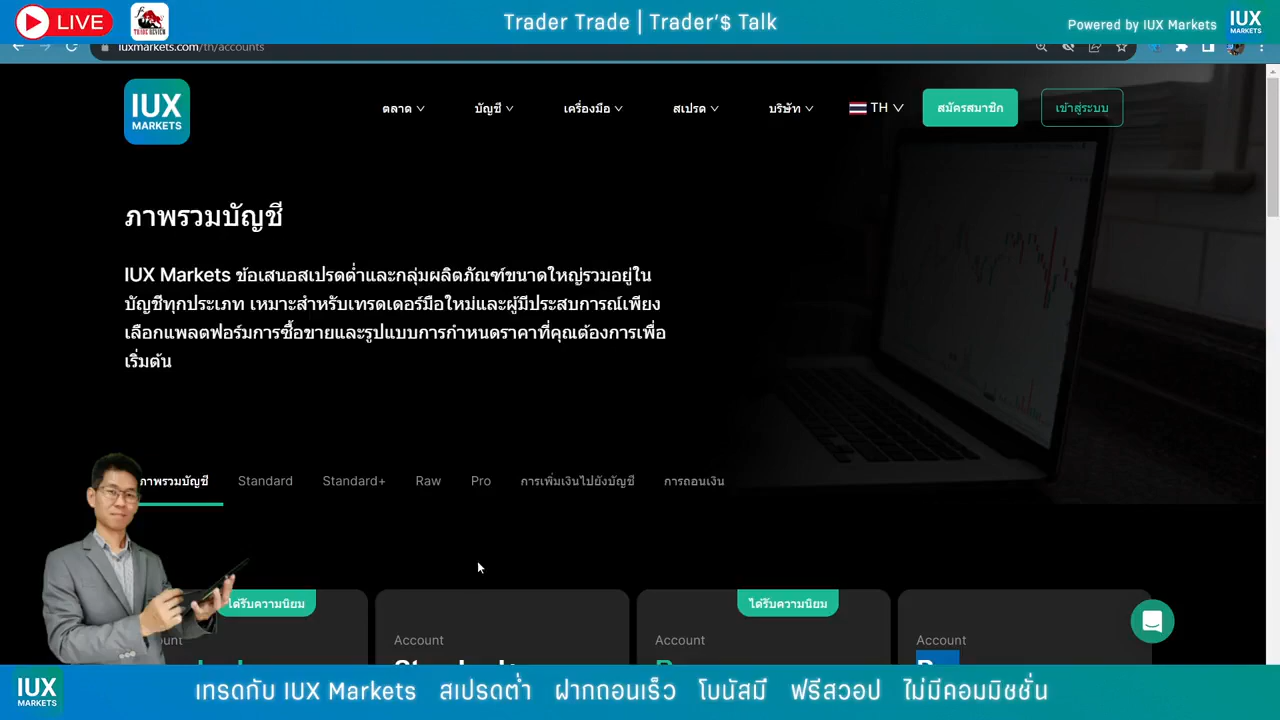 LIVE
TRADE REVIEW
Trader Trade | Trader'$ Talk
Powered by IUX Markets
IUX
MARKETS
iuxmarkets.com/th/accounts
IUX
MARKETS
ตลาด
บัญชี
เครื่องมือ
สเปรด
บริษัท
TH
สมัครสมาชิก
เข้าสู่ระบบ
ภาพรวมบัญชี
IUX Markets ข้อเสนอสเปรดต่ำและกลุ่มผลิตภัณฑ์ขนาดใหญ่รวมอยู่ใน
บัญชีทุกประเภท เหมาะสำหรับเทรดเดอร์มือใหม่และผู้มีประสบการณ์เพียง
เลือกแพลตฟอร์มการซื้อขายและรูปแบบการกำหนดราคาที่คุณต้องการเพื่อ
เริ่มต้น
ภาพรวมบัญชี
Standard
Standard+
Raw
Pro
การเพิ่มเงินไปยังบัญชี
การถอนเงิน
ได้รับความนิยม
ได้รับความนิยม
Account
Account
Account
IUX
MARKETS
เทรดกับ IUX Markets สเปรดต่ำ ฝากถอนเร็ว โบนัสมี ฟรีสวอป ไม่มีคอมมิชชั่น